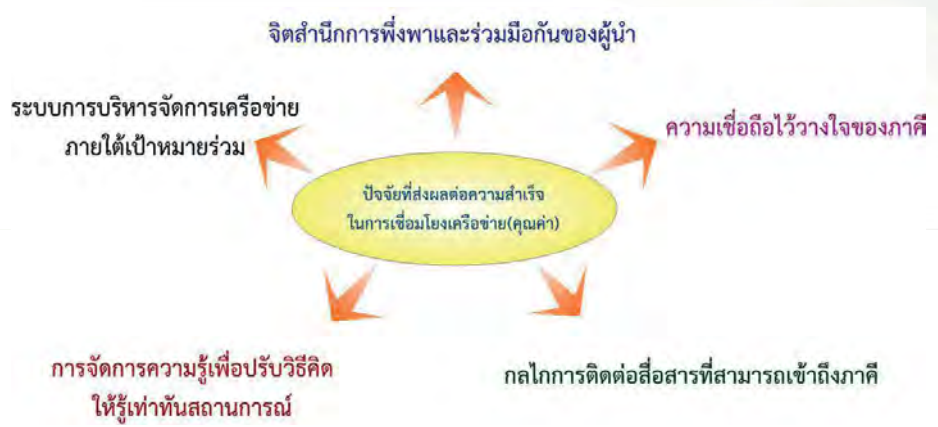 จิตสำนึกการพึ่งพาและร่วมมือกันของผู้นำ
ระบบการบริหารจัดการเครือข่าย
ภายใต้เป้าหมายร่วม
ความเชื่อถือไว้วางใจของภาคี
ปัจจัยที่ส่งผลต่อความสำเร็จ
ในการเชื่อมโยงเครือข่าย(คุณค่า)
การจัดการความรู้เพื่อปรับวิธีคิด
ให้รู้เท่าทันสถานการณ์
กลไกการติดต่อสื่อสารที่สามารถเข้าถึงภาคี